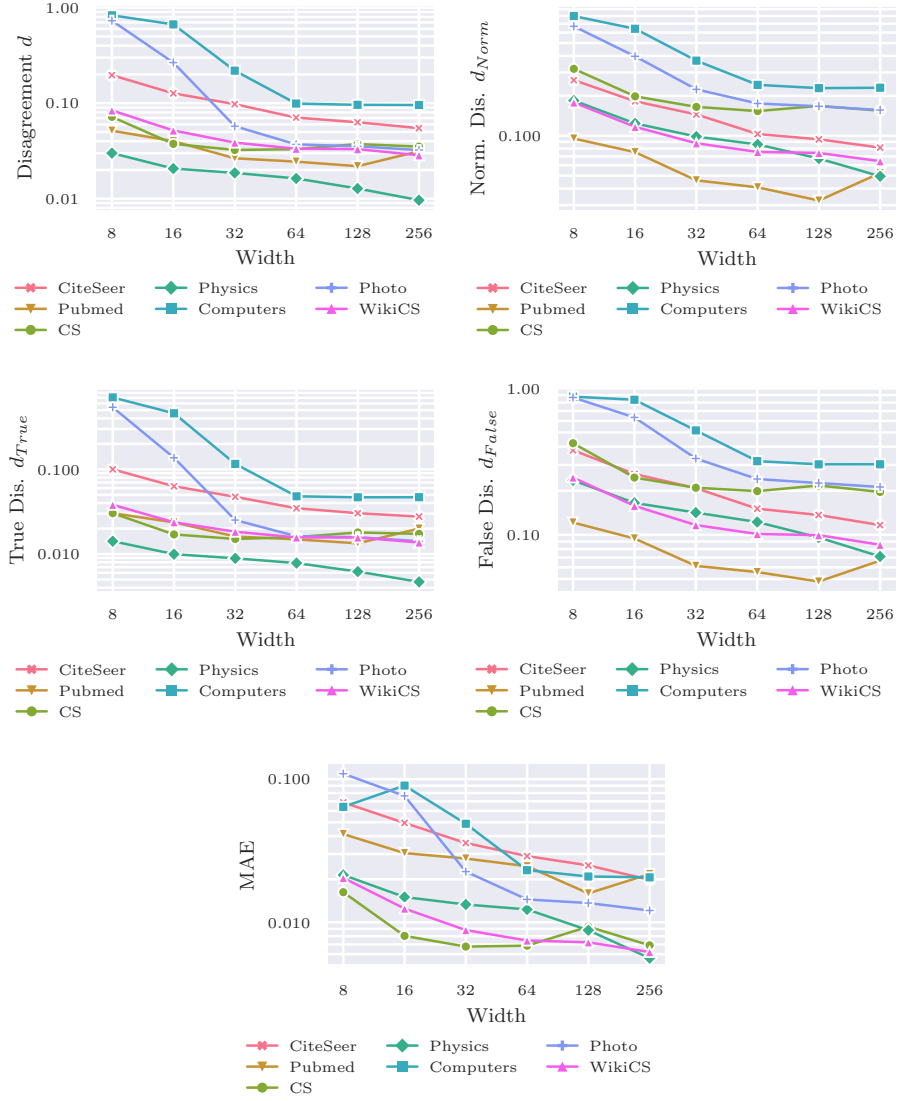 1.00
0.10
0.01
Disagreement d
8 16 32 64 128 256
Width
CiteSeer Physics Photo
Pubmed Computers WikiCS
CS
0.100
Norm. Dis. d_Norm
8 16 32 64 128 256
Width
CiteSeer Physics Photo
Pubmed Computers WikiCS
CS
0.100
0.010
True Dis. d_True
8 16 32 64 128 256
Width
CiteSeer Physics Photo
Pubmed Computers WikiCS
CS
1.00
0.10
False Dis. d_False
8 16 32 64 128 256
Width
CiteSeer Physics Photo
Pubmed Computers WikiCS
CS
0.100
0.010
MAE
8 16 32 64 128 256
Width
CiteSeer Physics Photo
Pubmed Computers WikiCS
CS